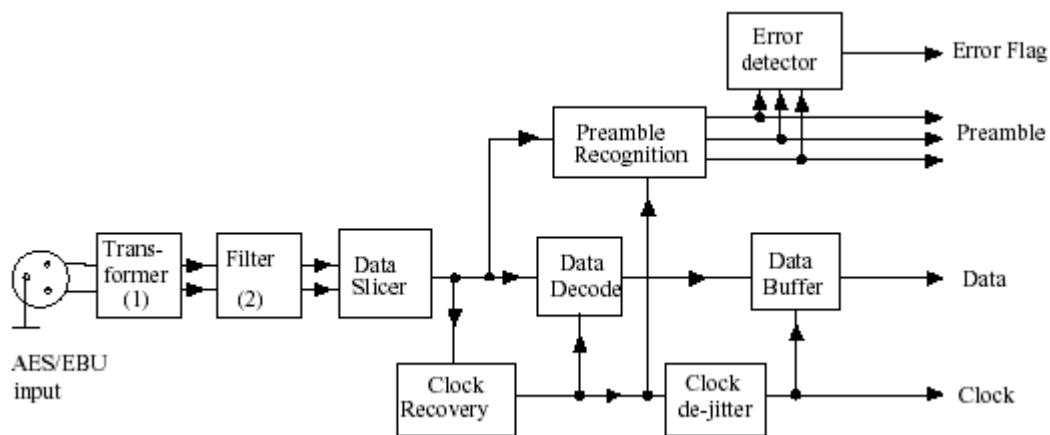 Error
detector
Error Flag
Preamble
Recognition
Preamble
Trans-
former
(1)
Filter
(2)
Data
Slicer
Data
Decode
Data
Buffer
Data
AES/EBU
input
Clock
Recovery
Clock
de-jitter
Clock